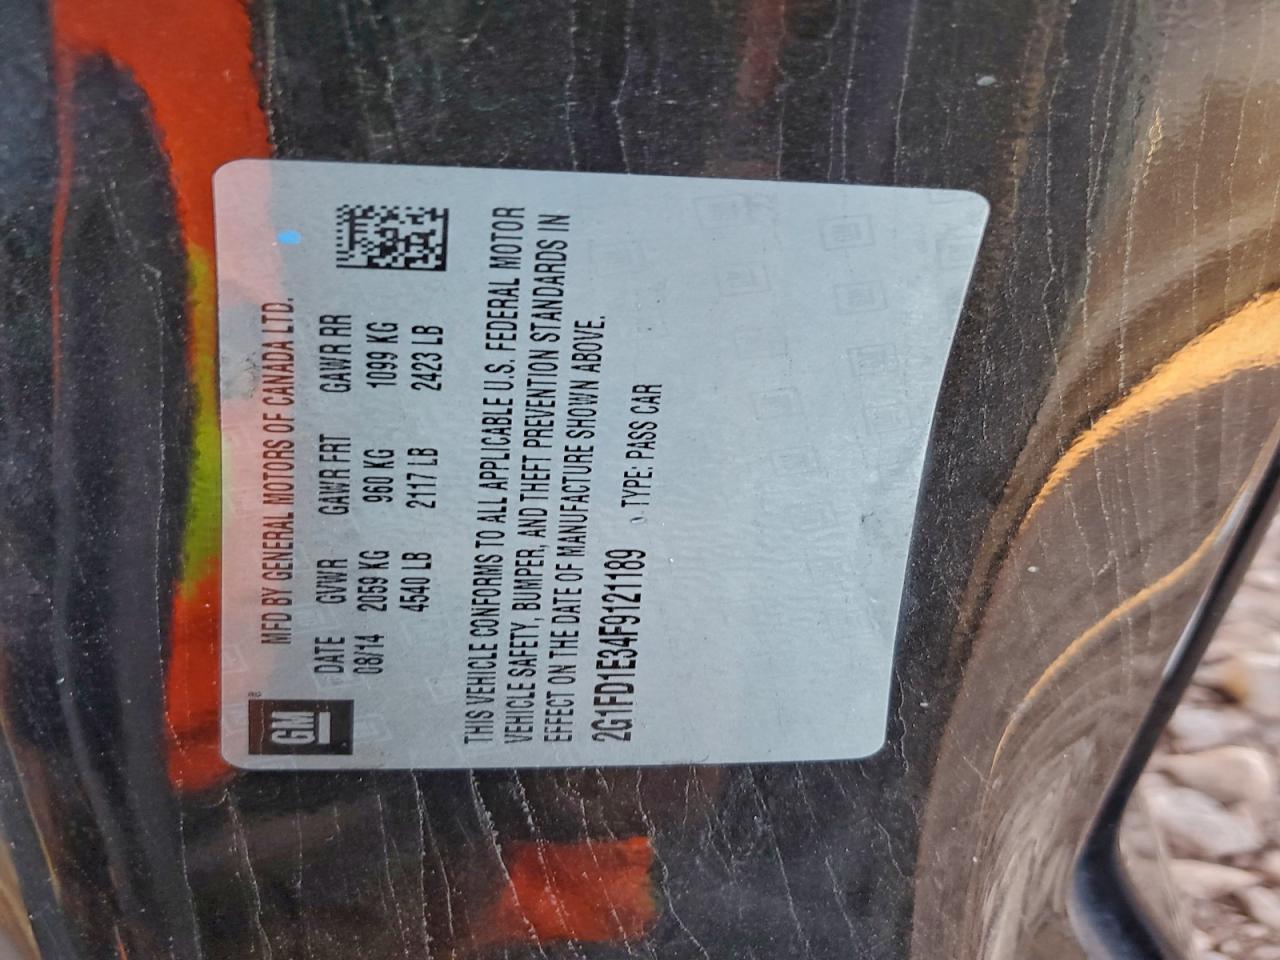 GM®
MFD BY GENERAL MOTORS OF CANADA LTD.
DATE GVWR GAWR FRT GAWR RR
08/14 2059 KG 960 KG 1099 KG
4540 LB 2117 LB 2423 LB
THIS VEHICLE CONFORMS TO ALL APPLICABLE U.S. FEDERAL MOTOR
VEHICLE SAFETY, BUMPER, AND THEFT PREVENTION STANDARDS IN
EFFECT ON THE DATE OF MANUFACTURE SHOWN ABOVE.
2G1FD1E34F9121189 TYPE: PASS CAR